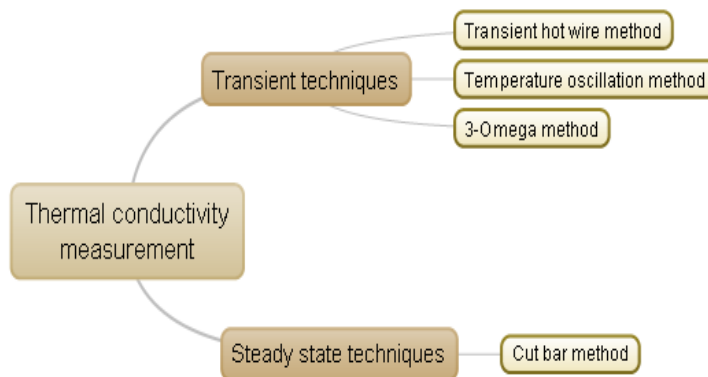 Transient hot wire method
Transient techniques
Temperature oscillation method
3-Omega method
Thermal conductivity
measurement
Steady state techniques
Cut bar method